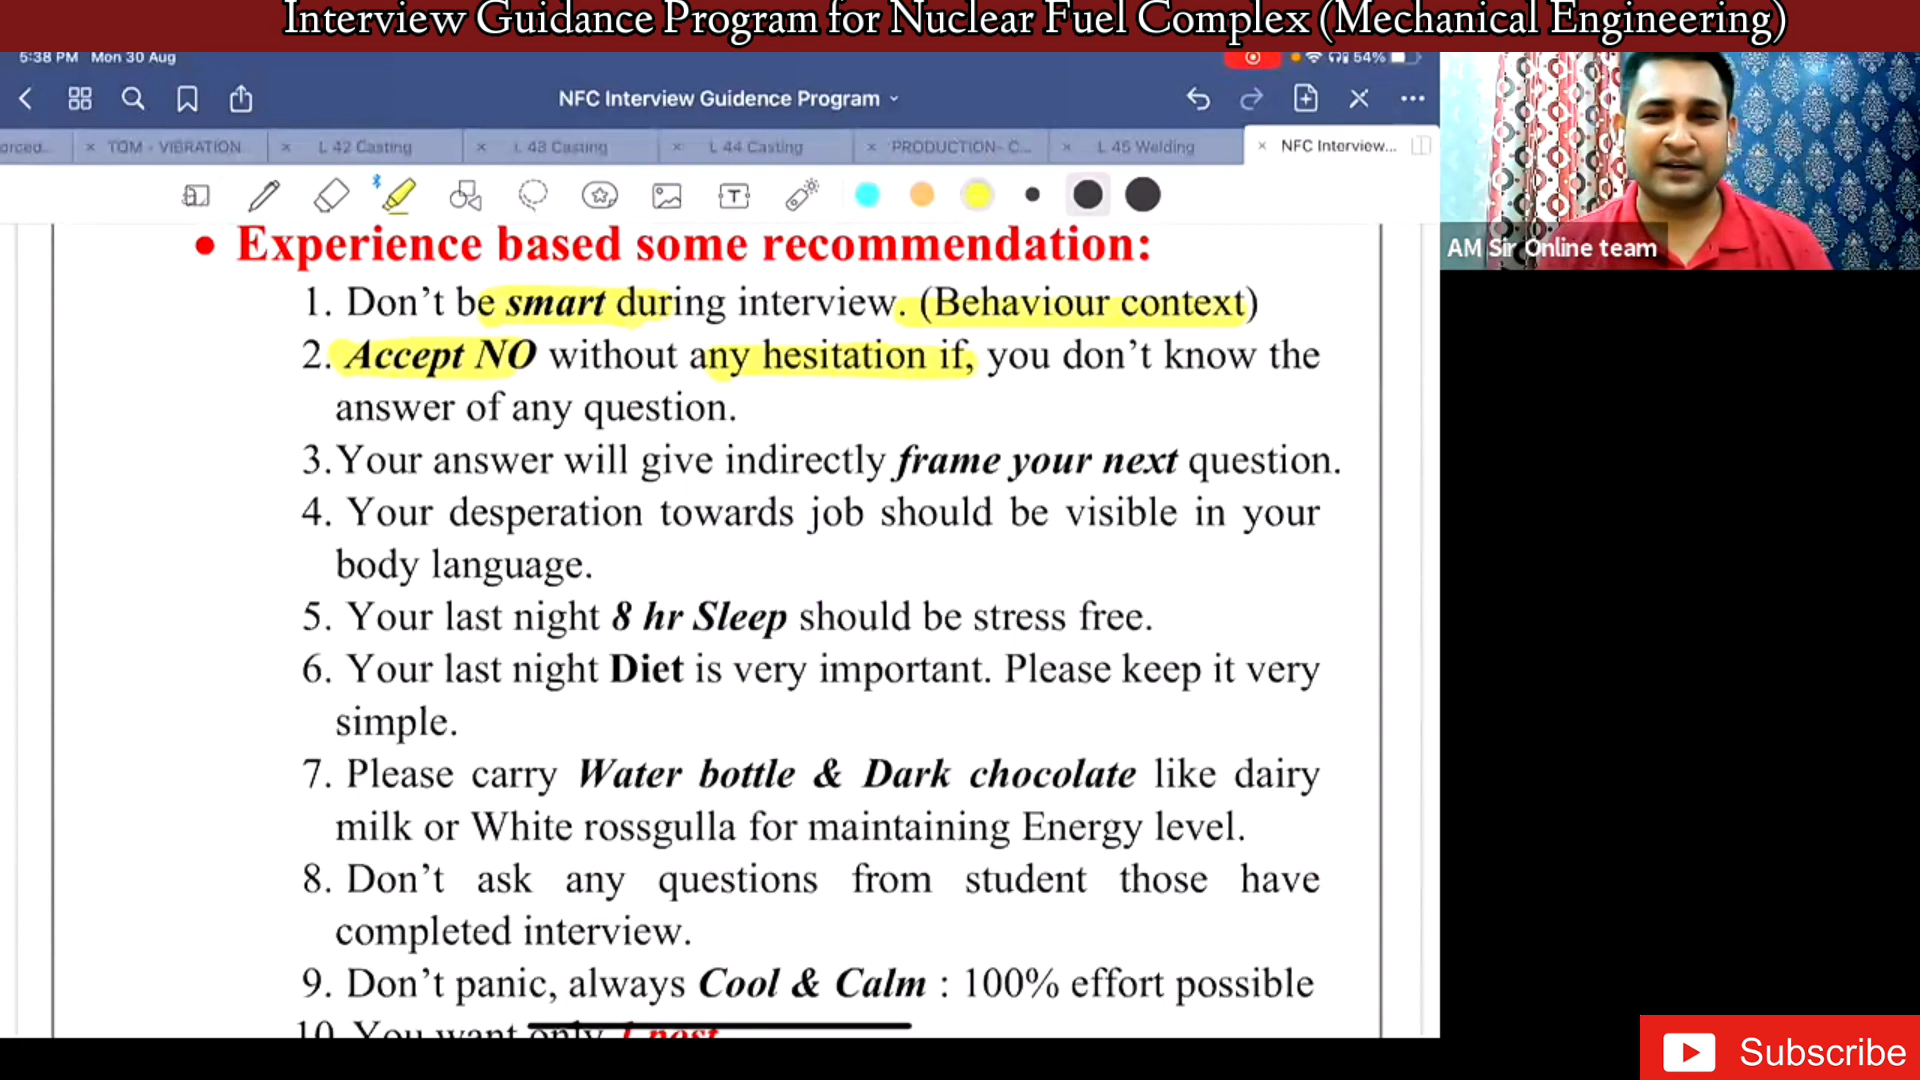 Interview Guidance Program for Nuclear Fuel Complex (Mechanical Engineering)
5:38 PM Mon 30 Aug
54%
NFC Interview Guidence Program
TOM - VIBRATION
L 42 Casting
L 43 Casting
L 44 Casting
PRODUCTION- C...
L 45 Welding
NFC Interview...
AM Sir Online team
• Experience based some recommendation:
1. Don't be smart during interview. (Behaviour context)
2. Accept NO without any hesitation if, you don't know the
answer of any question.
3.Your answer will give indirectly frame your next question.
4. Your desperation towards job should be visible in your
body language.
5. Your last night 8 hr Sleep should be stress free.
6. Your last night Diet is very important. Please keep it very
simple.
7. Please carry Water bottle & Dark chocolate like dairy
milk or White rossgulla for maintaining Energy level.
8. Don't ask any questions from student those have
completed interview.
9. Don't panic, always Cool & Calm : 100% effort possible
10. You want only 1 post
Subscribe